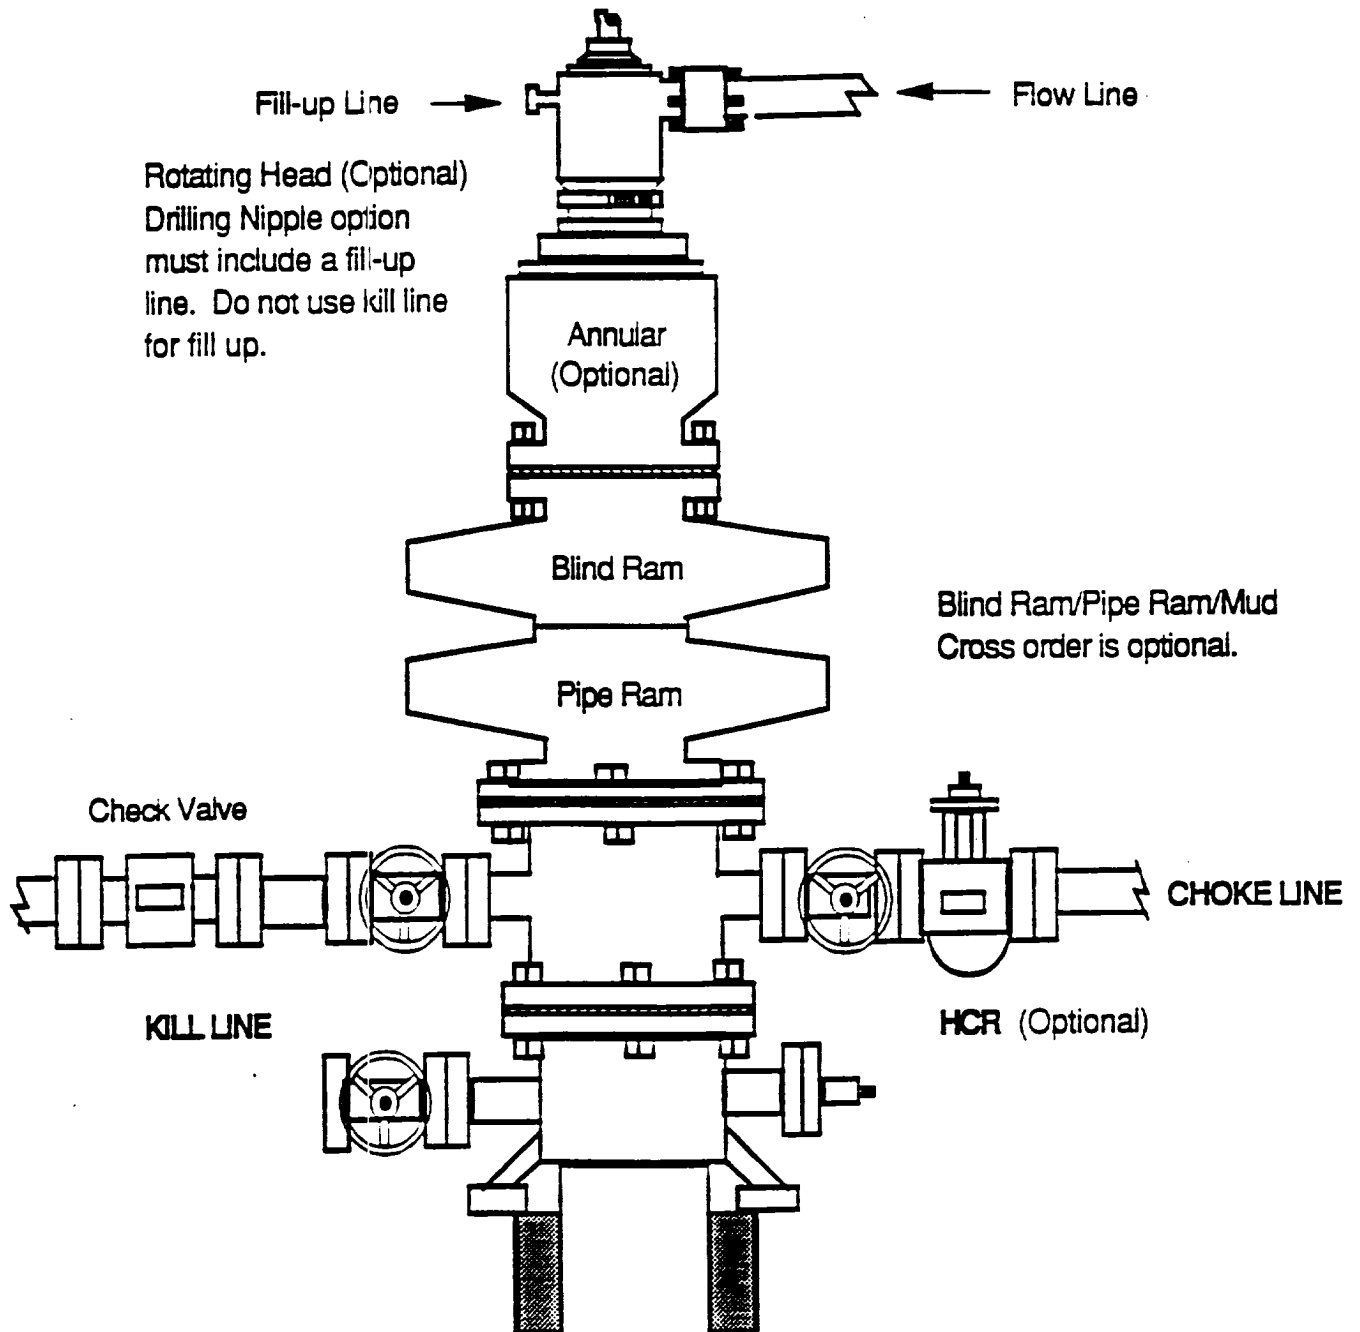 Fill-up Line
Flow Line
Rotating Head (Optional)
Drilling Nipple option
must include a fill-up
line.  Do not use kill line
for fill up.
Annular
(Optional)
Blind Ram
Blind Ram/Pipe Ram/Mud
Cross order is optional.
Pipe Ram
Check Valve
CHOKE LINE
KILL LINE
HCR (Optional)